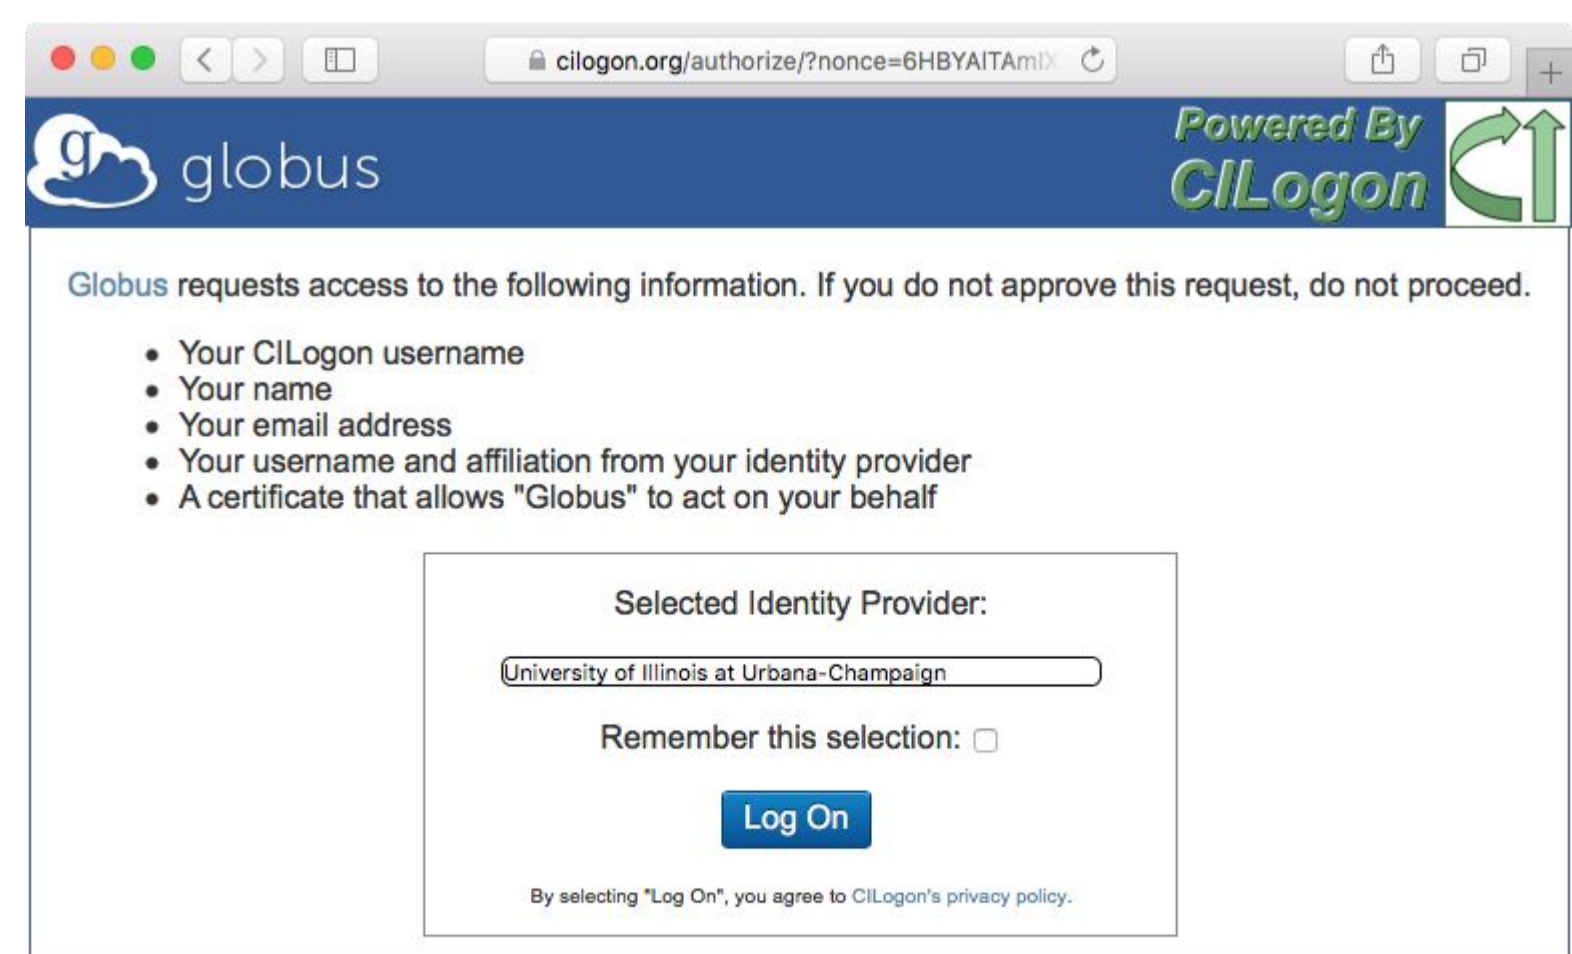 cilogon.org/authorize/?nonce=6HBYAITAmIX
globus
Powered By
CILogon
Globus requests access to the following information. If you do not approve this request, do not proceed.
• Your CILogon username
• Your name
• Your email address
• Your username and affiliation from your identity provider
• A certificate that allows "Globus" to act on your behalf
Selected Identity Provider:
University of Illinois at Urbana-Champaign
Remember this selection:
Log On
By selecting "Log On", you agree to CILogon's privacy policy.